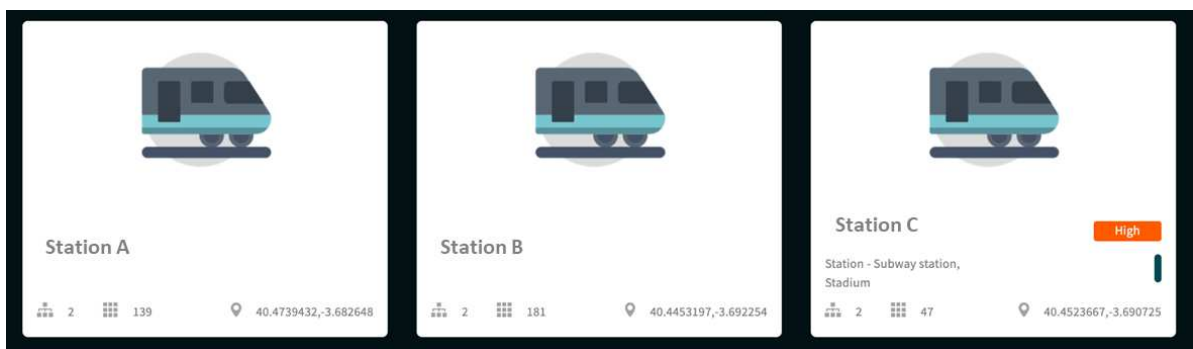 Station A
2 139 40.4739432,-3.682648
Station B
2 181 40.4453197,-3.692254
Station C
High
Station - Subway station,
Stadium
2 47 40.4523667,-3.690725